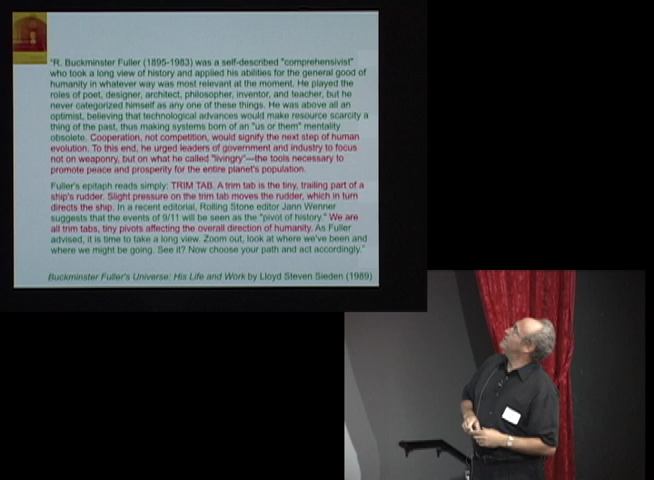 "R. Buckminster Fuller (1895-1983) was a self-described "comprehensivist"
who took a long view of history and applied his abilities for the general good of
humanity in whatever way was most relevant at the moment. He played the
roles of poet, designer, architect, philosopher, inventor, and teacher, but he
never categorized himself as any one of these things. He was above all an
optimist, believing that technological advances would make resource scarcity a
thing of the past, thus making systems born of an "us or them" mentality
obsolete. Cooperation, not competition, would signify the next step of human
evolution. To this end, he urged leaders of government and industry to focus
not on weaponry, but on what he called "livingry"—the tools necessary to
promote peace and prosperity for the entire planet's population.
Fuller's epitaph reads simply: TRIM TAB. A trim tab is the tiny, trailing part of a
ship's rudder. Slight pressure on the trim tab moves the rudder, which in turn
directs the ship. In a recent editorial, Rolling Stone editor Jann Wenner
suggests that the events of 9/11 will be seen as the "pivot of history." We are
all trim tabs, tiny pivots affecting the overall direction of humanity. As Fuller
advised, it is time to take a long view. Zoom out, look at where we've been and
where we might be going. See it? Now choose your path and act accordingly."
Buckminster Fuller's Universe: His Life and Work by Lloyd Steven Sieden (1989)